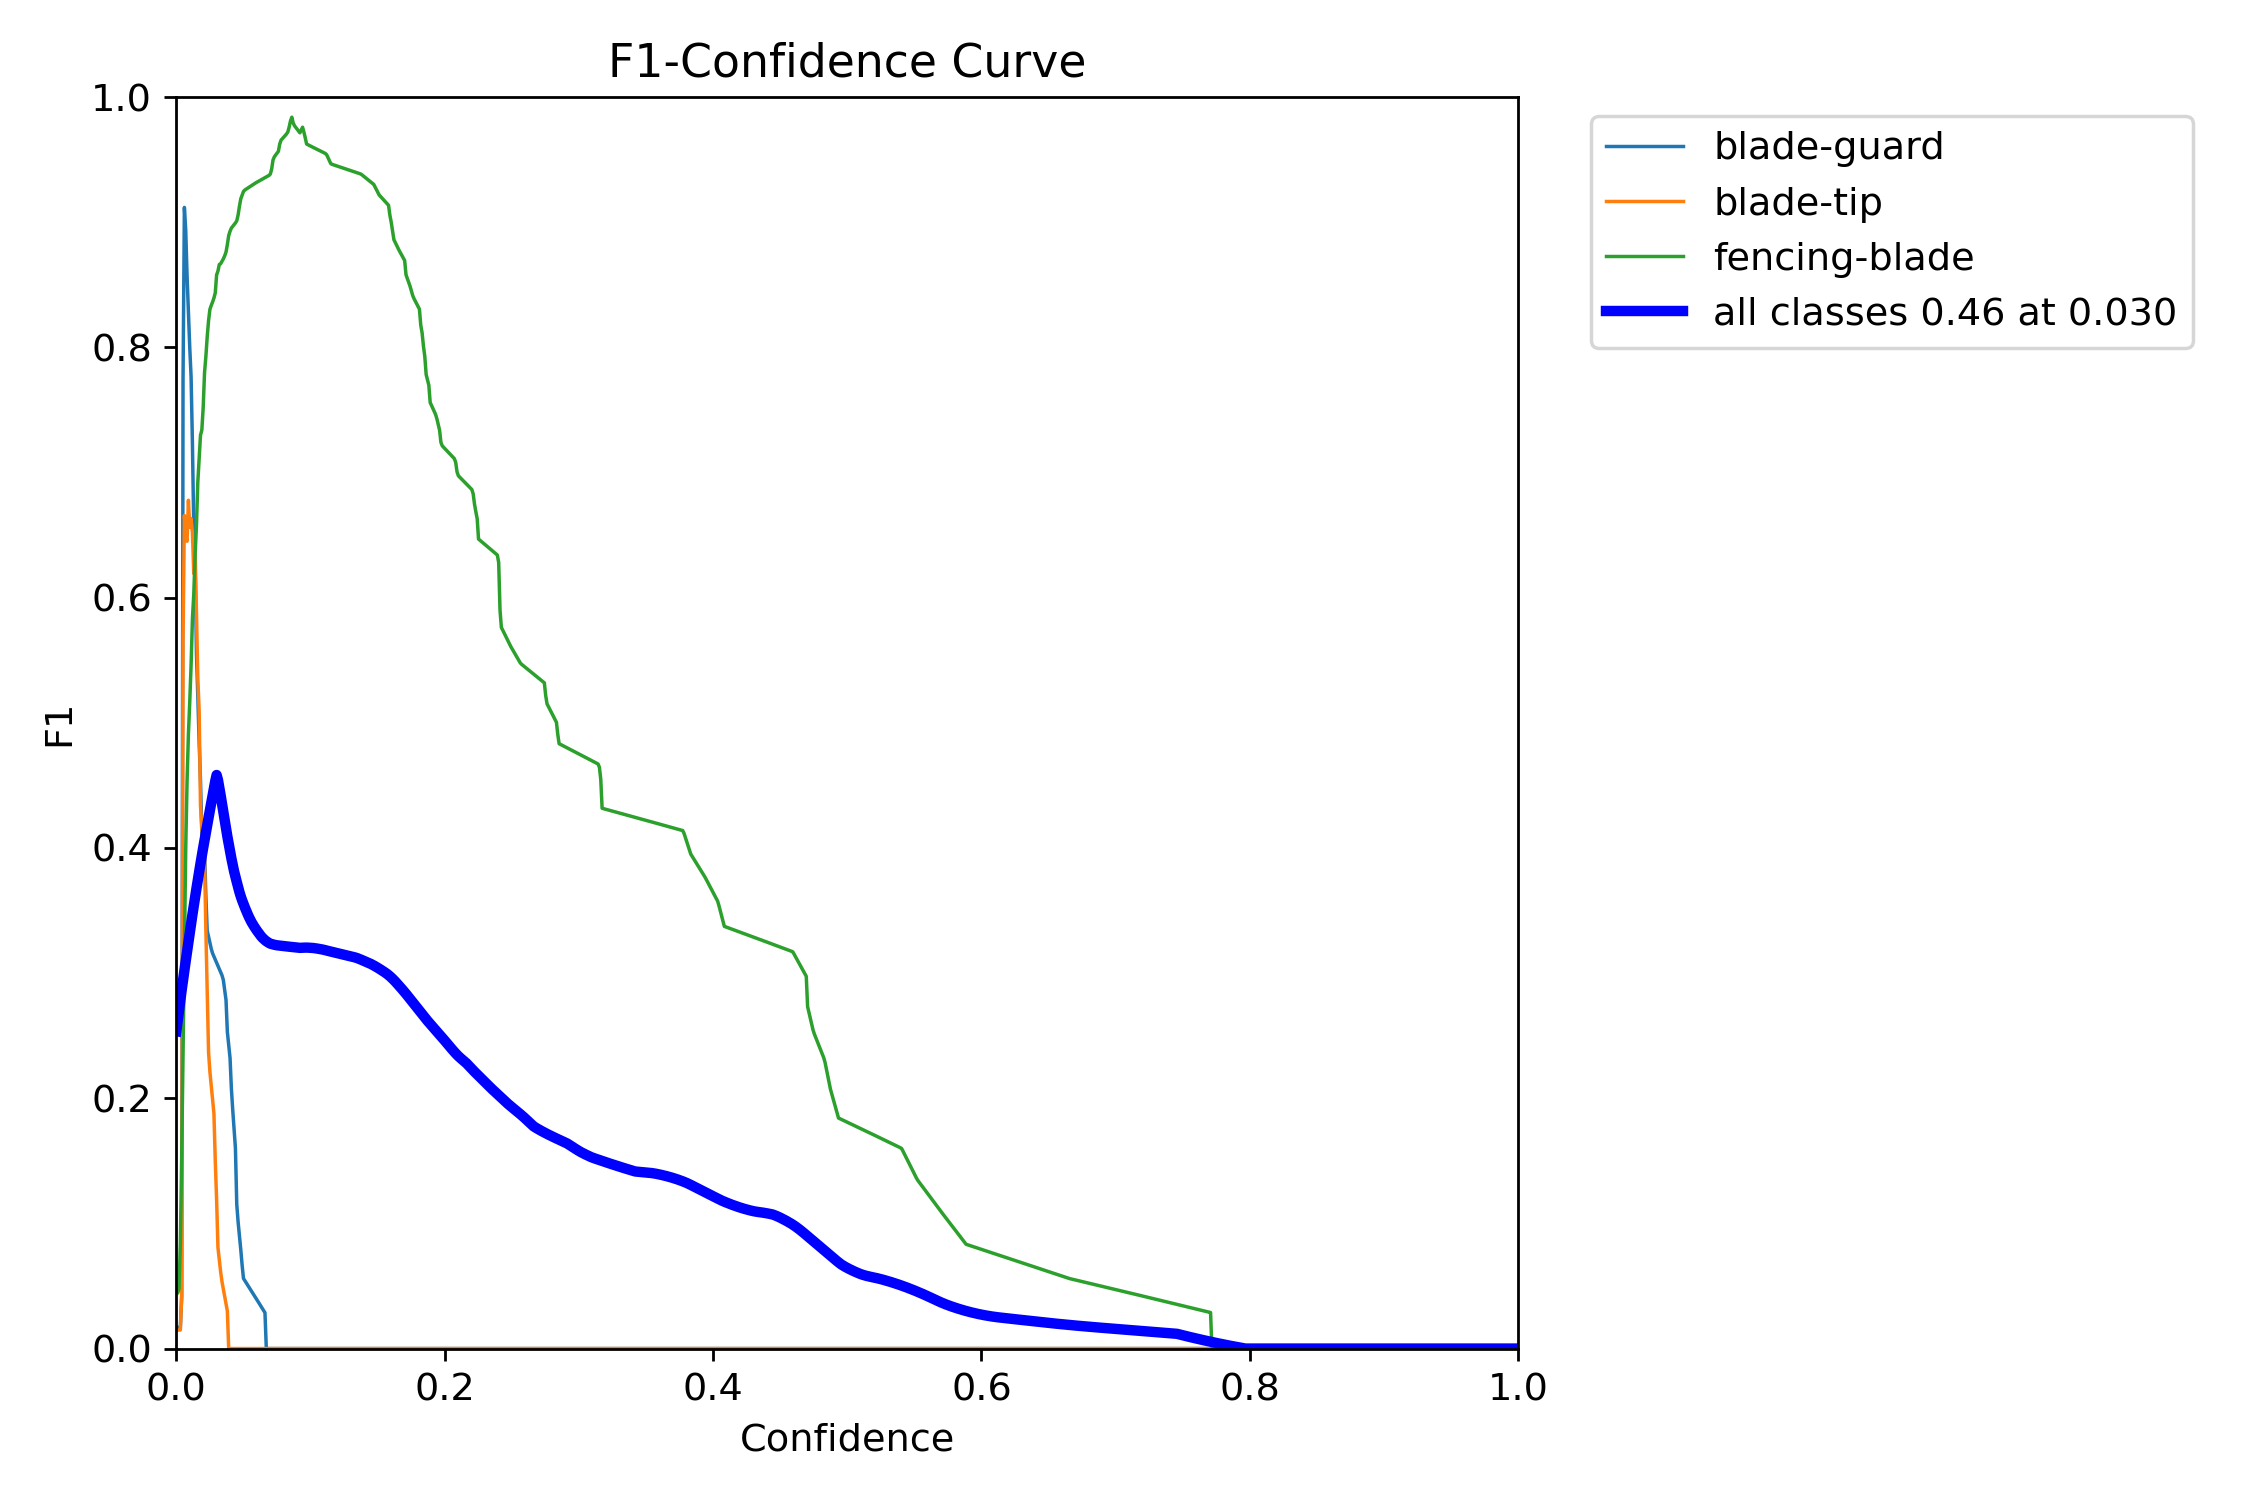 F1-Confidence Curve
1.0
0.8
0.6
0.4
0.2
0.0
F1
0.0 0.2 0.4 0.6 0.8 1.0
Confidence
blade-guard
blade-tip
fencing-blade
all classes 0.46 at 0.030